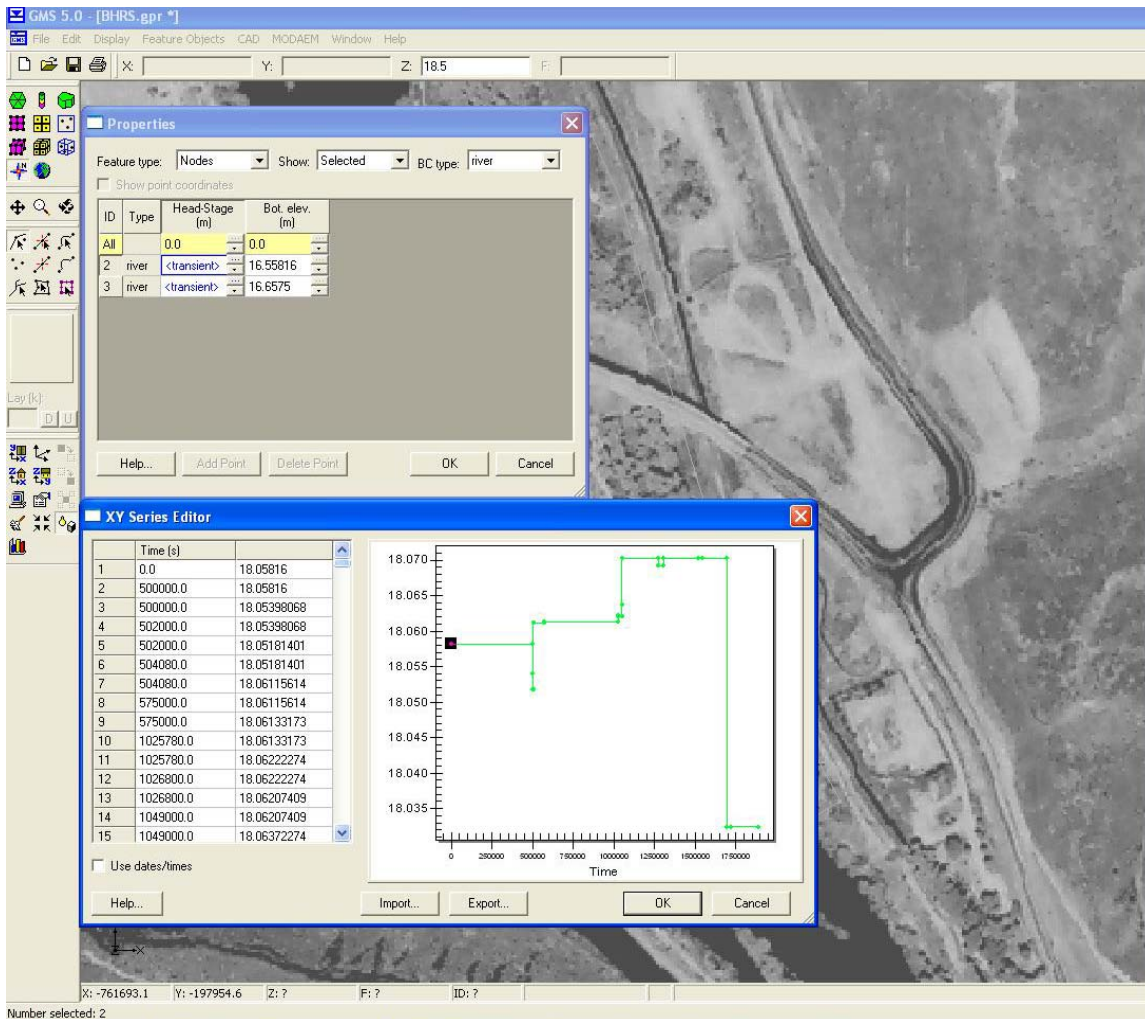 GMS 5.0 - [BHRS.gpr *]
File Edit Display Feature Objects CAD MODAEM Window Help
X: Y: Z: 18.5 F:
Properties
Feature type: Nodes Show: Selected BC type: river
Show point coordinates
ID Type Head-Stage (m) Bot. elev. (m)
All 0.0 0.0
2 river <transient> 16.55816
3 river <transient> 16.6575
Lay (k):
D U
Help... Add Point Delete Point OK Cancel
XY Series Editor
Time (s)
1 0.0 18.05816
2 500000.0 18.05816
3 500000.0 18.05398068
4 502000.0 18.05398068
5 502000.0 18.05181401
6 504080.0 18.05181401
7 504080.0 18.06115614
8 575000.0 18.06115614
9 575000.0 18.06133173
10 1025780.0 18.06133173
11 1025780.0 18.06222274
12 1026800.0 18.06222274
13 1026800.0 18.06207409
14 1049000.0 18.06207409
15 1049000.0 18.06372274
18.070
18.065
18.060
18.055
18.050
18.045
18.040
18.035
0 250000 500000 750000 1000000 1250000 1500000 1750000
Time
Use dates/times
Help... Import... Export... OK Cancel
X: -761693.1 Y: -197954.6 Z: ? F: ? ID: ?
Number selected: 2